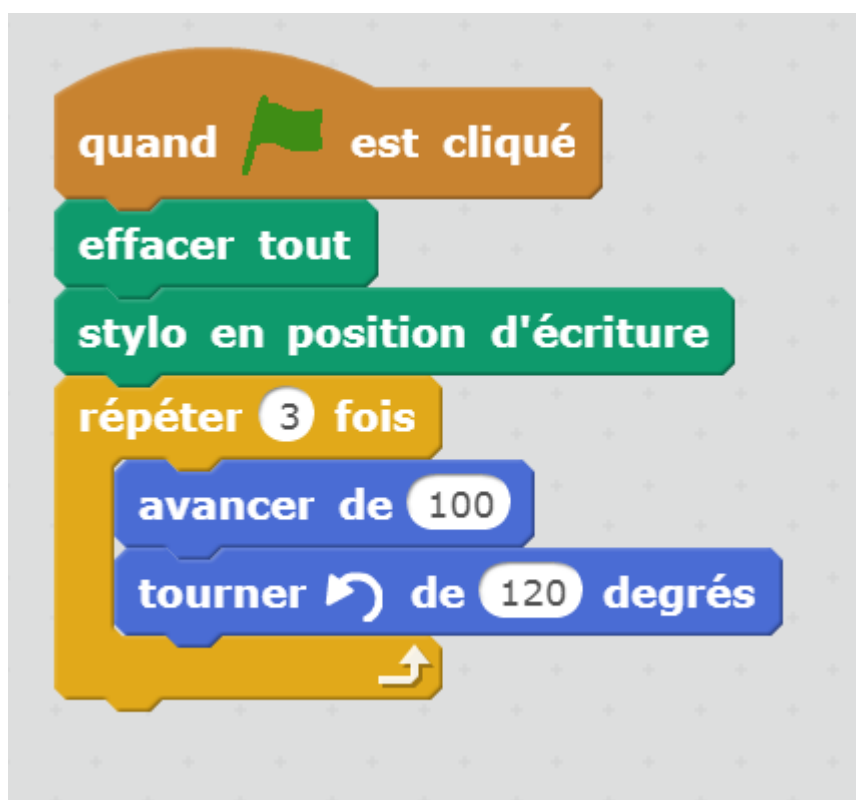 quand est cliqué
effacer tout
stylo en position d'écriture
répéter 3 fois
avancer de 100
tourner de 120 degrés